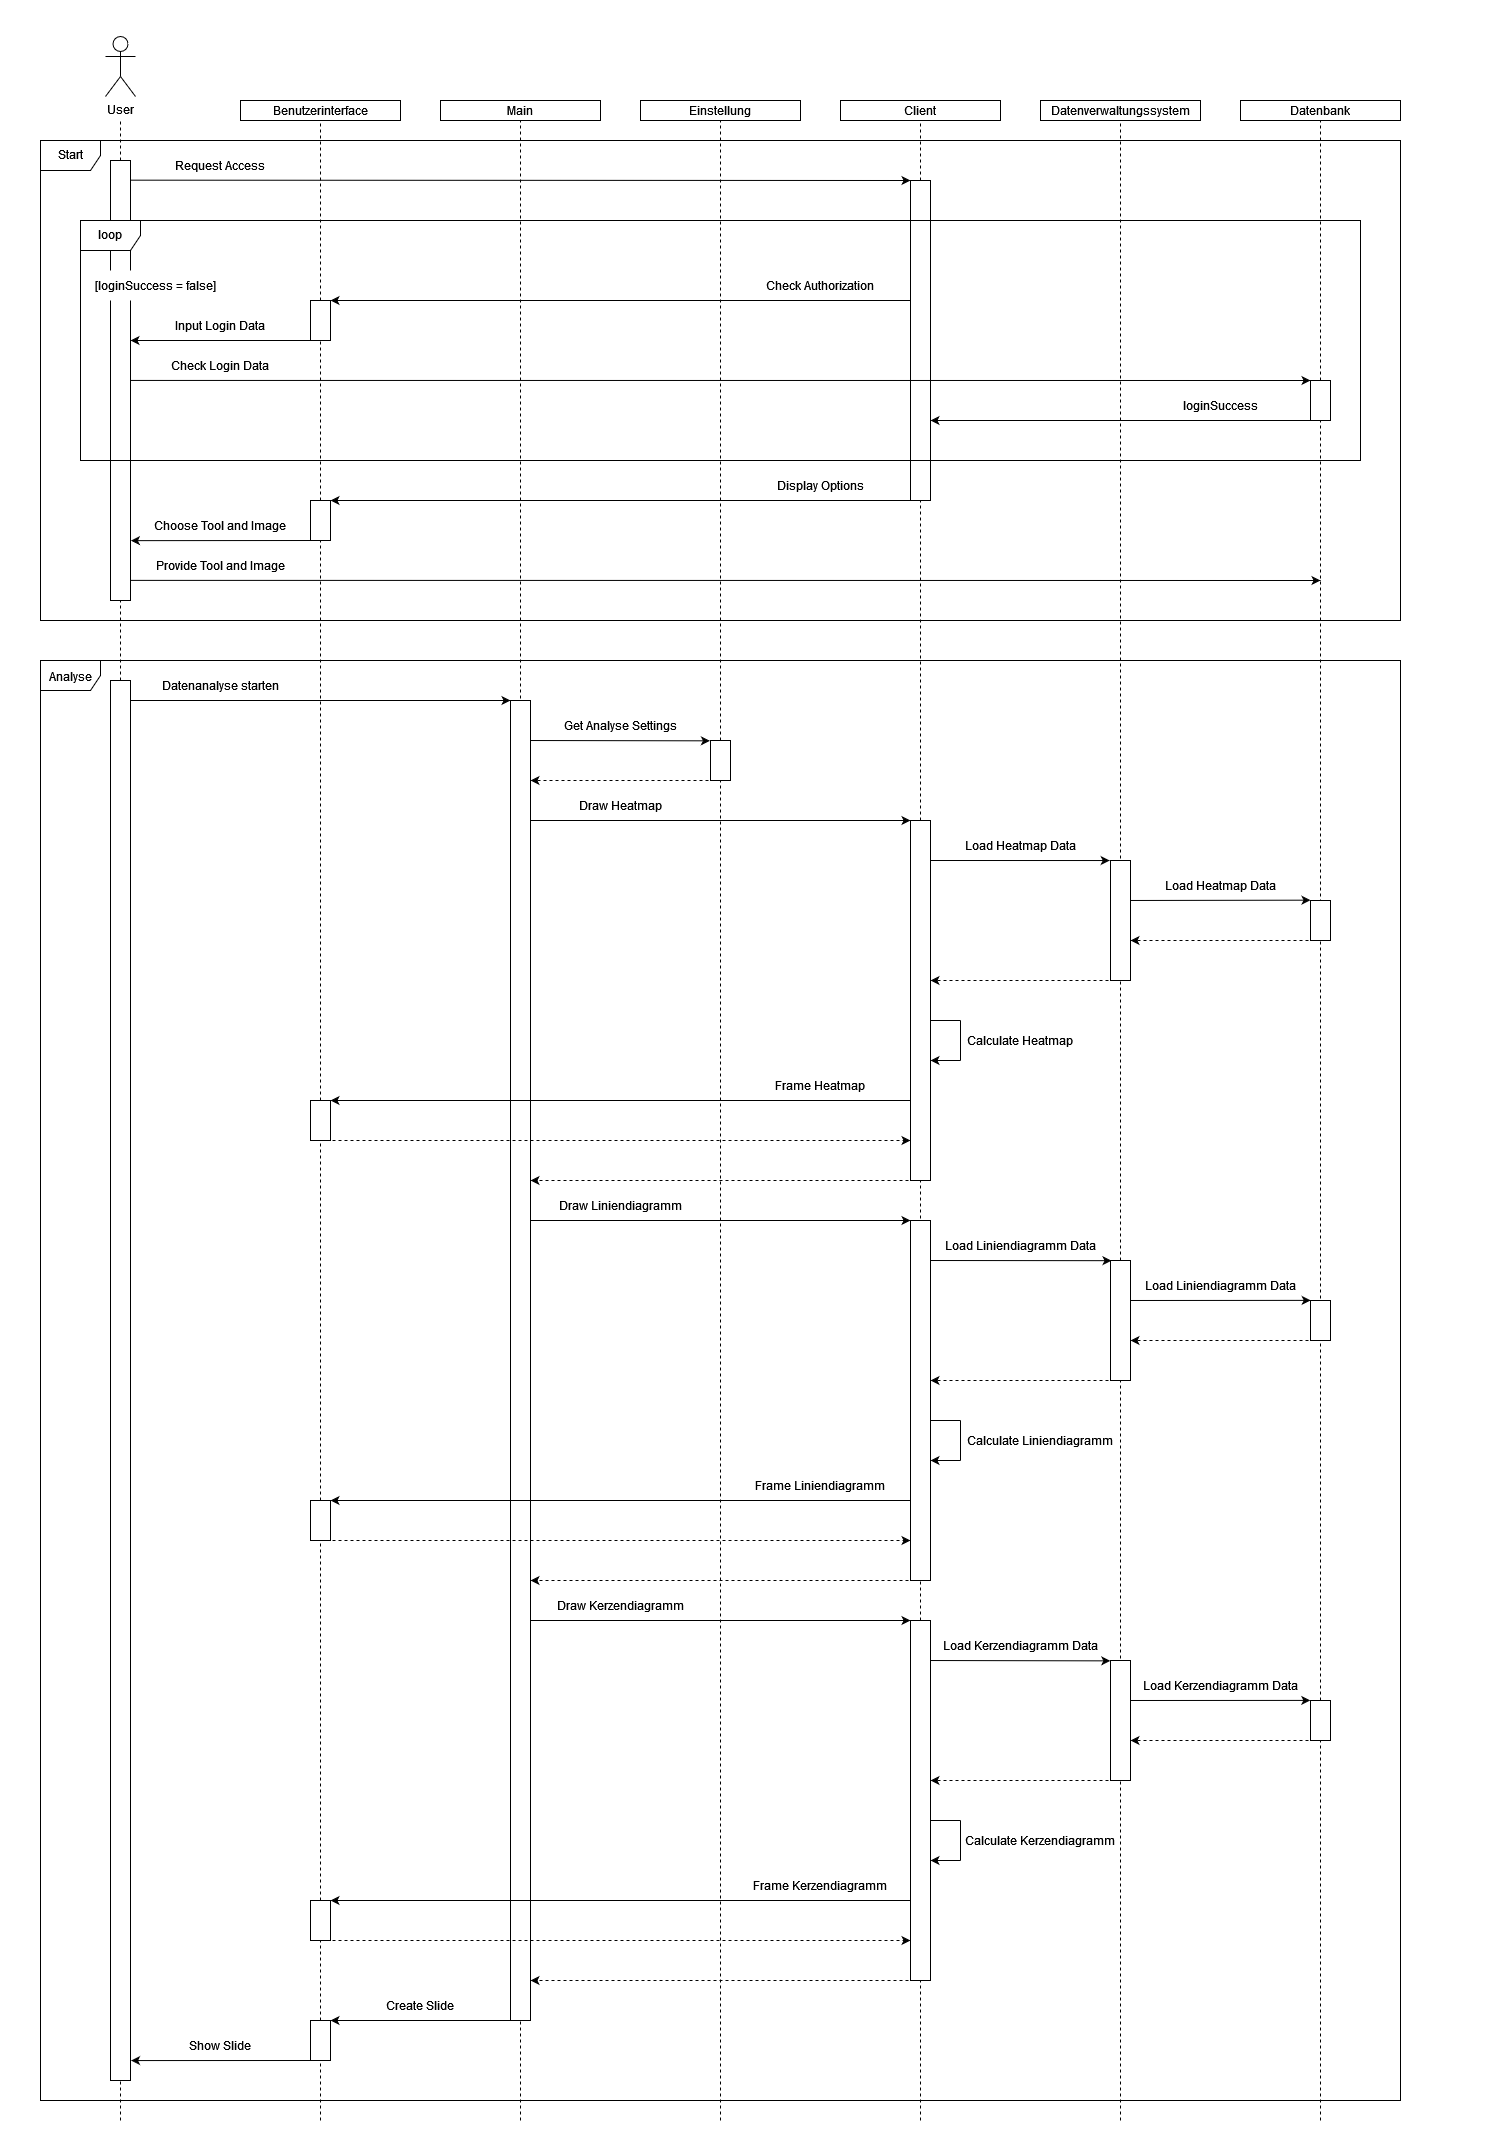 User
Benutzerinterface
Main
Einstellung
Client
Datenverwaltungssystem
Datenbank
Start
Request Access
loop
[loginSuccess = false]
Check Authorization
Input Login Data
Check Login Data
loginSuccess
Display Options
Choose Tool and Image
Provide Tool and Image
Analyse
Datenanalyse starten
Get Analyse Settings
Draw Heatmap
Load Heatmap Data
Load Heatmap Data
Calculate Heatmap
Frame Heatmap
Draw Liniendiagramm
Load Liniendiagramm Data
Load Liniendiagramm Data
Calculate Liniendiagramm
Frame Liniendiagramm
Draw Kerzendiagramm
Load Kerzendiagramm Data
Load Kerzendiagramm Data
Calculate Kerzendiagramm
Frame Kerzendiagramm
Create Slide
Show Slide